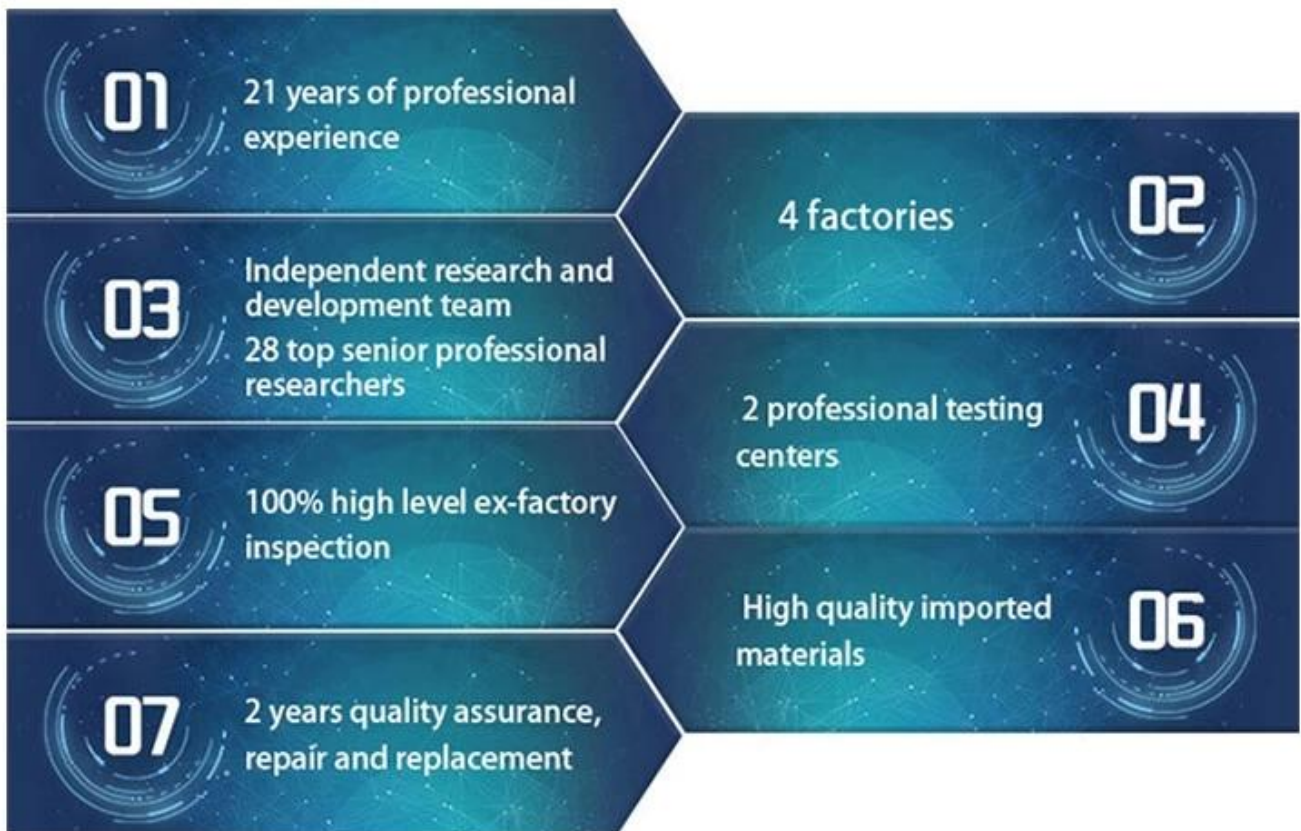 01
21 years of professional
experience
02
4 factories
03
Independent research and
development team
28 top senior professional
researchers
04
2 professional testing
centers
05
100% high level ex-factory
inspection
06
High quality imported
materials
07
2 years quality assurance,
repair and replacement